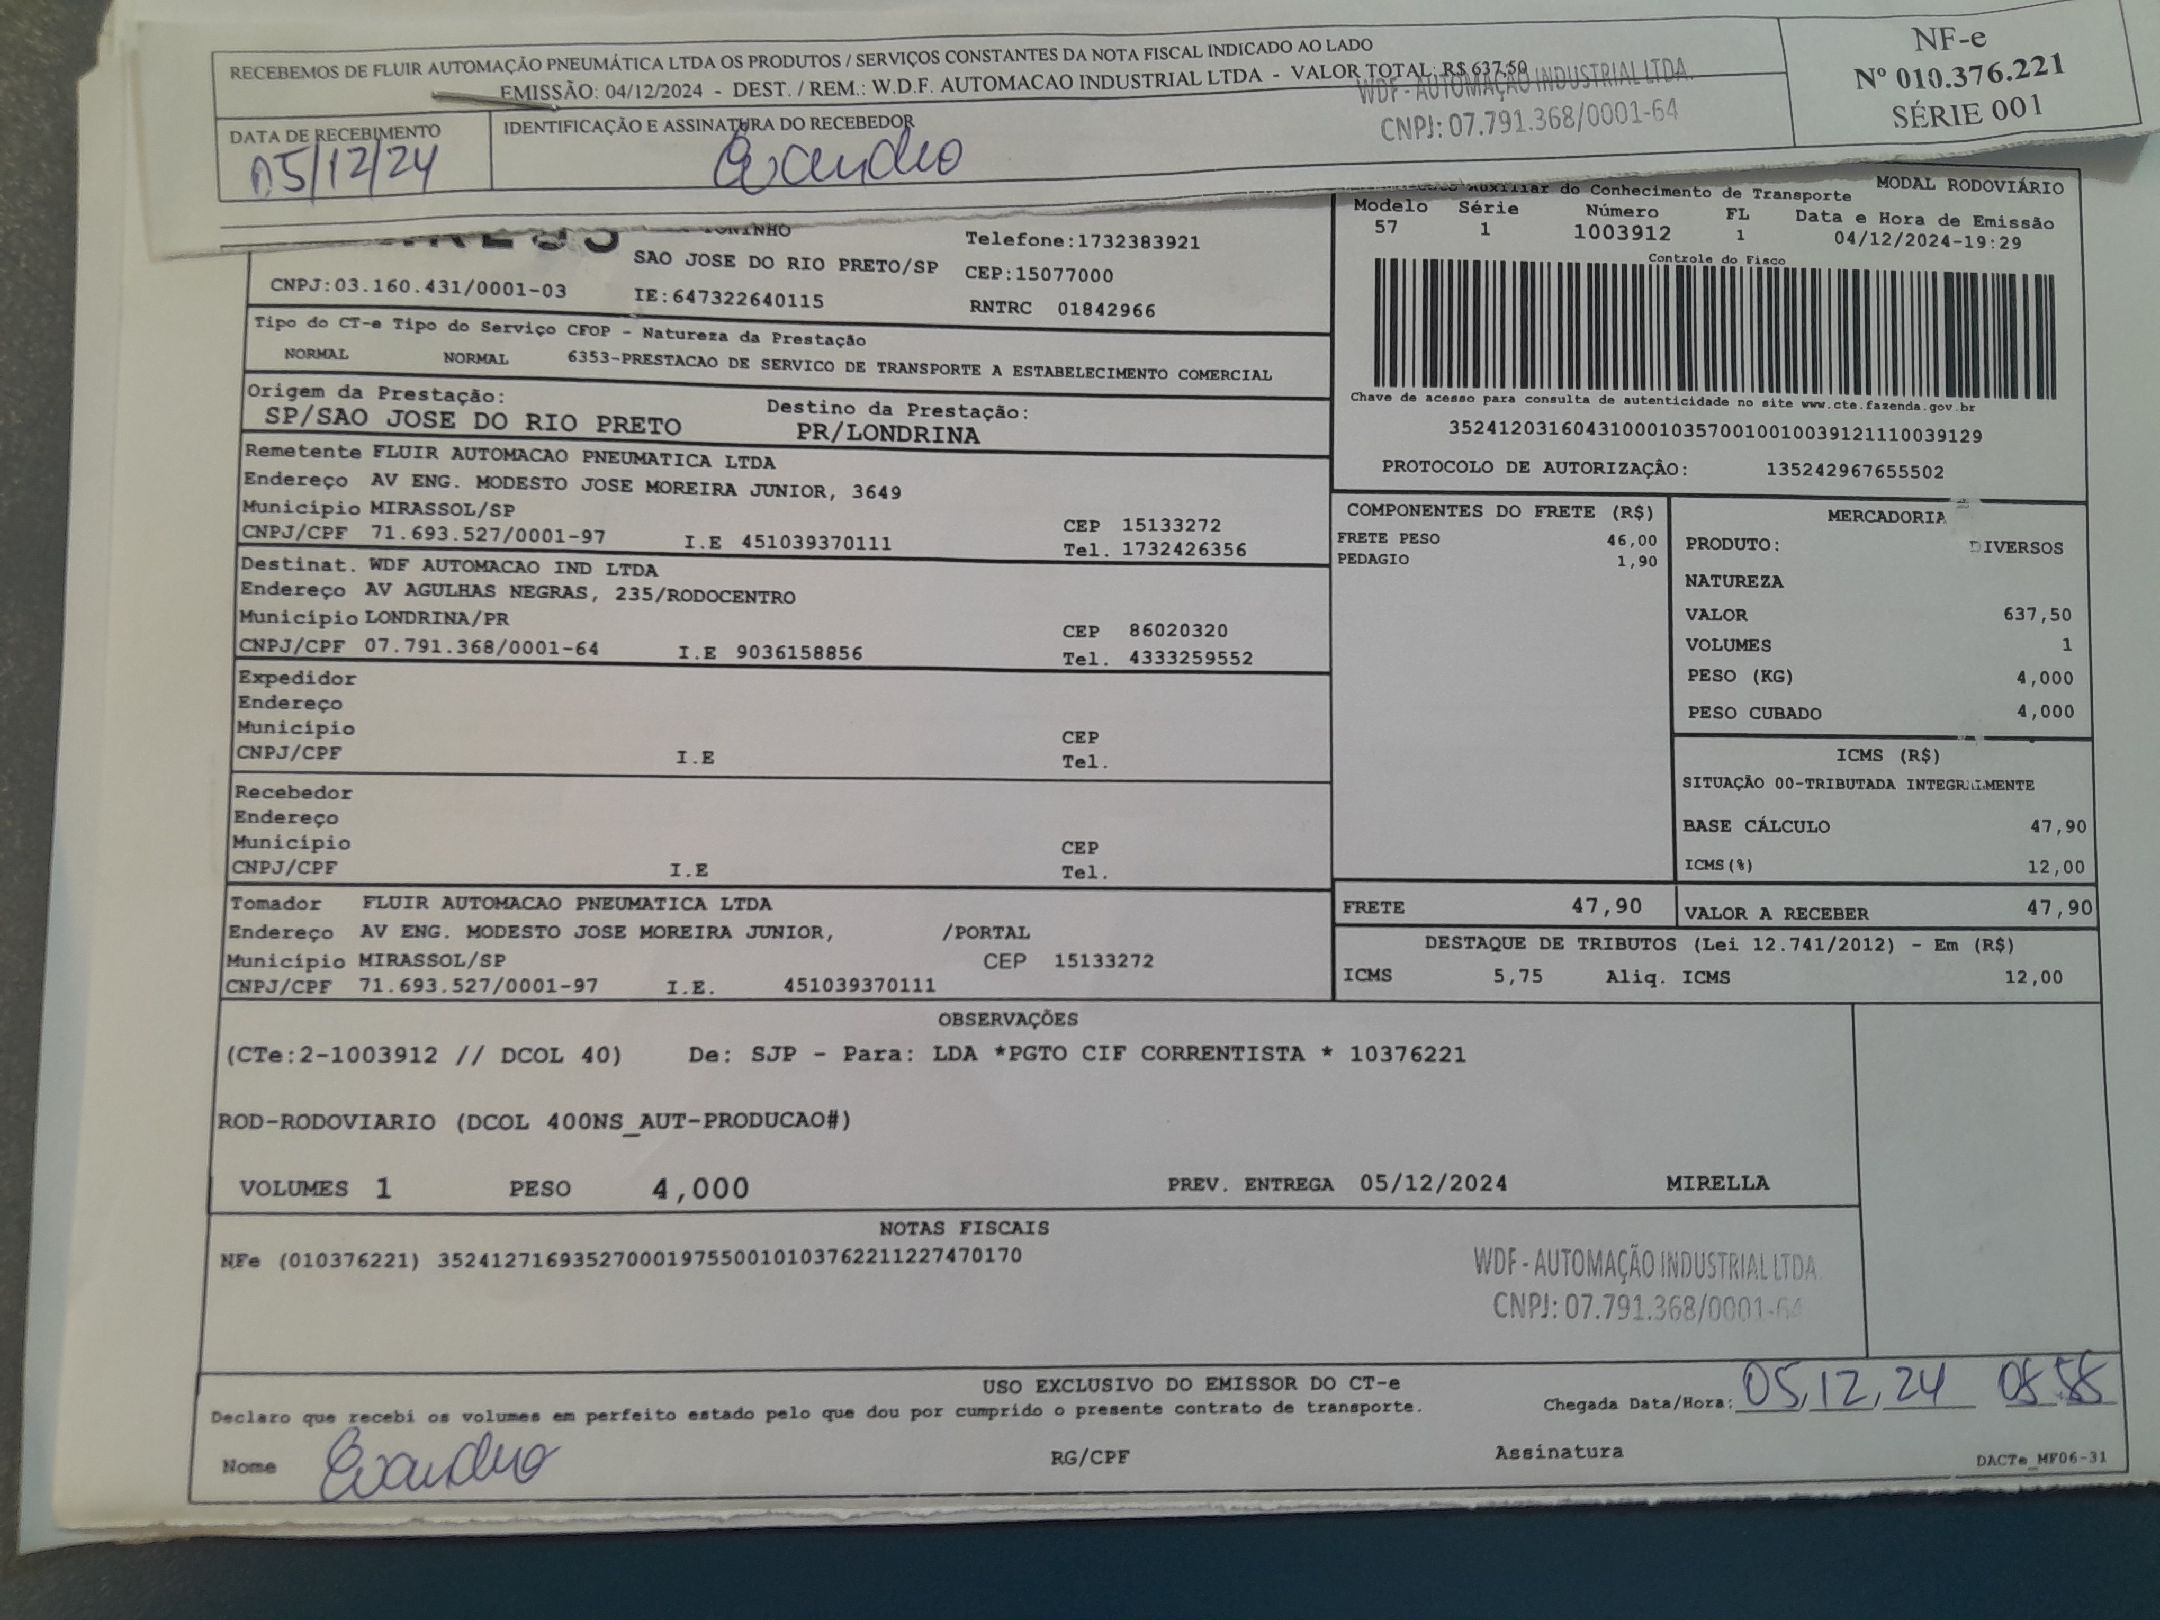 RECEBEMOS DE FLUIR AUTOMAÇÃO PNEUMÁTICA LTDA OS PRODUTOS / SERVIÇOS CONSTANTES DA NOTA FISCAL INDICADO AO LADO
EMISSÃO: 04/12/2024 - DEST. / REM.: W.D.F. AUTOMACAO INDUSTRIAL LTDA - VALOR TOTAL: R$ 637,50
WDF - AUTOMAÇÃO INDUSTRIAL LTDA.
CNPJ: 07.791.368/0001-64
NF-e
Nº 010.376.221
SÉRIE 001
DATA DE RECEBIMENTO
05/12/24
IDENTIFICAÇÃO E ASSINATURA DO RECEBEDOR
Evandro
SAO JOSE DO RIO PRETO/SP
Telefone:1732383921
CEP:15077000
CNPJ:03.160.431/0001-03 IE:647322640115 RNTRC 01842966
Auxiliar do Conhecimento de Transporte MODAL RODOVIÁRIO
Modelo Série Número FL Data e Hora de Emissão
57 1 1003912 1 04/12/2024-19:29
Controle do Fisco
Chave de acesso para consulta de autenticidade no site www.cte.fazenda.gov.br
35241203160431000103570010010039121110039129
PROTOCOLO DE AUTORIZAÇÃO: 135242967655502
Tipo do CT-e Tipo do Serviço CFOP - Natureza da Prestação
NORMAL NORMAL 6353-PRESTACAO DE SERVICO DE TRANSPORTE A ESTABELECIMENTO COMERCIAL
Origem da Prestação: Destino da Prestação:
SP/SAO JOSE DO RIO PRETO PR/LONDRINA
Remetente FLUIR AUTOMACAO PNEUMATICA LTDA
Endereço AV ENG. MODESTO JOSE MOREIRA JUNIOR, 3649
Município MIRASSOL/SP CEP 15133272
CNPJ/CPF 71.693.527/0001-97 I.E 451039370111 Tel. 1732426356
Destinat. WDF AUTOMACAO IND LTDA
Endereço AV AGULHAS NEGRAS, 235/RODOCENTRO
Município LONDRINA/PR CEP 86020320
CNPJ/CPF 07.791.368/0001-64 I.E 9036158856 Tel. 4333259552
Expedidor
Endereço
Município CEP
CNPJ/CPF I.E Tel.
Recebedor
Endereço
Município CEP
CNPJ/CPF I.E Tel.
Tomador FLUIR AUTOMACAO PNEUMATICA LTDA
Endereço AV ENG. MODESTO JOSE MOREIRA JUNIOR, /PORTAL
Município MIRASSOL/SP CEP 15133272
CNPJ/CPF 71.693.527/0001-97 I.E. 451039370111
COMPONENTES DO FRETE (R$)
FRETE PESO 46,00
PEDAGIO 1,90
MERCADORIA
PRODUTO: DIVERSOS
NATUREZA
VALOR 637,50
VOLUMES 1
PESO (KG) 4,000
PESO CUBADO 4,000
ICMS (R$)
SITUAÇÃO 00-TRIBUTADA INTEGRALMENTE
BASE CÁLCULO 47,90
ICMS(%) 12,00
FRETE 47,90 VALOR A RECEBER 47,90
DESTAQUE DE TRIBUTOS (Lei 12.741/2012) - Em (R$)
ICMS 5,75 Aliq. ICMS 12,00
OBSERVAÇÕES
(CTe:2-1003912 // DCOL 40) De: SJP - Para: LDA *PGTO CIF CORRENTISTA * 10376221
ROD-RODOVIARIO (DCOL 400NS_AUT-PRODUCAO#)
VOLUMES 1 PESO 4,000 PREV. ENTREGA 05/12/2024 MIRELLA
NOTAS FISCAIS
NFe (010376221) 35241271693527000197550010103762211227470170
WDF - AUTOMAÇÃO INDUSTRIAL LTDA
CNPJ: 07.791.368/0001-64
USO EXCLUSIVO DO EMISSOR DO CT-e
Declaro que recebi os volumes em perfeito estado pelo que dou por cumprido o presente contrato de transporte.
Chegada Data/Hora: 05,12,24 08:58
Nome Evandro RG/CPF Assinatura
DACTe_MF06-31